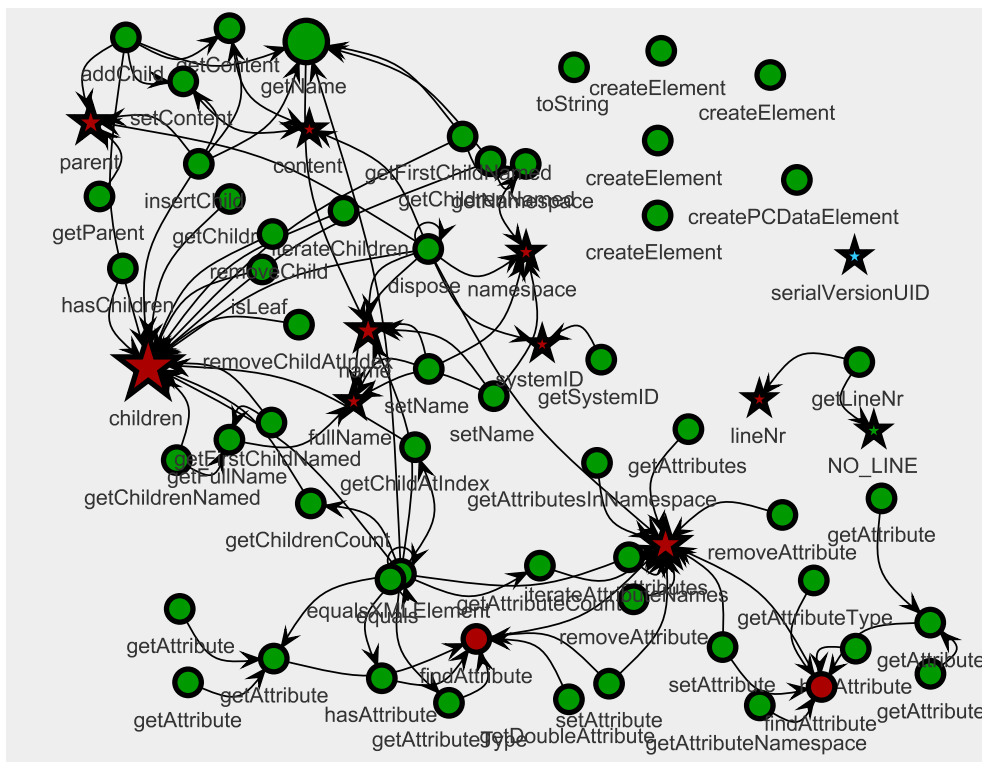 addChild
getContent
getName
toString
createElement
createElement
setContent
parent
content
getFirstChildNamed
createElement
insertChild
getChildrenNamed
getNamespace
createPCDataElement
getParent
iterateChildren
createElement
removeChild
dispose
namespace
serialVersionUID
hasChildren
isLeaf
removeChildAtIndex
name
systemID
getSystemID
children
setName
getLineNr
fullName
setName
lineNr
getFirstChildNamed
getFullName
getChildrenNamed
getChildAtIndex
getAttributes
NO_LINE
getAttributesInNamespace
getChildrenCount
getAttribute
removeAttribute
attributes
iterateAttributeNames
getAttributeCount
equalsXMLElement
equals
getAttributeType
removeAttribute
getAttribute
findAttribute
getAttribute
getAttribute
setAttribute
hasAttribute
getAttribute
getAttribute
hasAttribute
setAttribute
findAttribute
getAttributeType
getDoubleAttribute
getAttributeNamespace